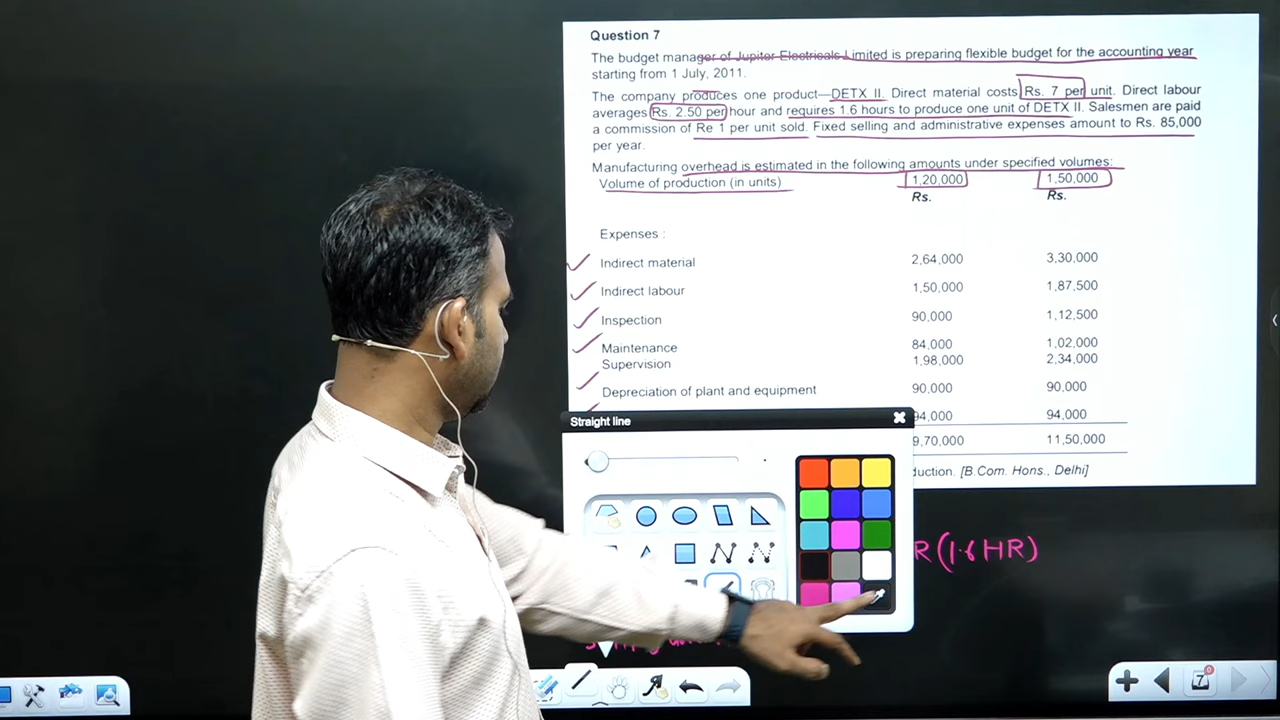 Question 7
The budget manager of Jupiter Electricals Limited is preparing flexible budget for the accounting year
starting from 1 July, 2011.
The company produces one product—DETX II. Direct material costs Rs. 7 per unit. Direct labour
averages Rs. 2.50 per hour and requires 1.6 hours to produce one unit of DETX II. Salesmen are paid
a commission of Re 1 per unit sold. Fixed selling and administrative expenses amount to Rs. 85,000
per year.
Manufacturing overhead is estimated in the following amounts under specified volumes:
Volume of production (in units) 1,20,000 1,50,000
Rs. Rs.
Expenses :
Indirect material 2,64,000 3,30,000
Indirect labour 1,50,000 1,87,500
Inspection 90,000 1,12,500
Maintenance 84,000 1,02,000
Supervision 1,98,000 2,34,000
Depreciation of plant and equipment 90,000 90,000
94,000 94,000
Straight line
9,70,000 11,50,000
[B.Com. Hons., Delhi]
R(1.6 HR)
7